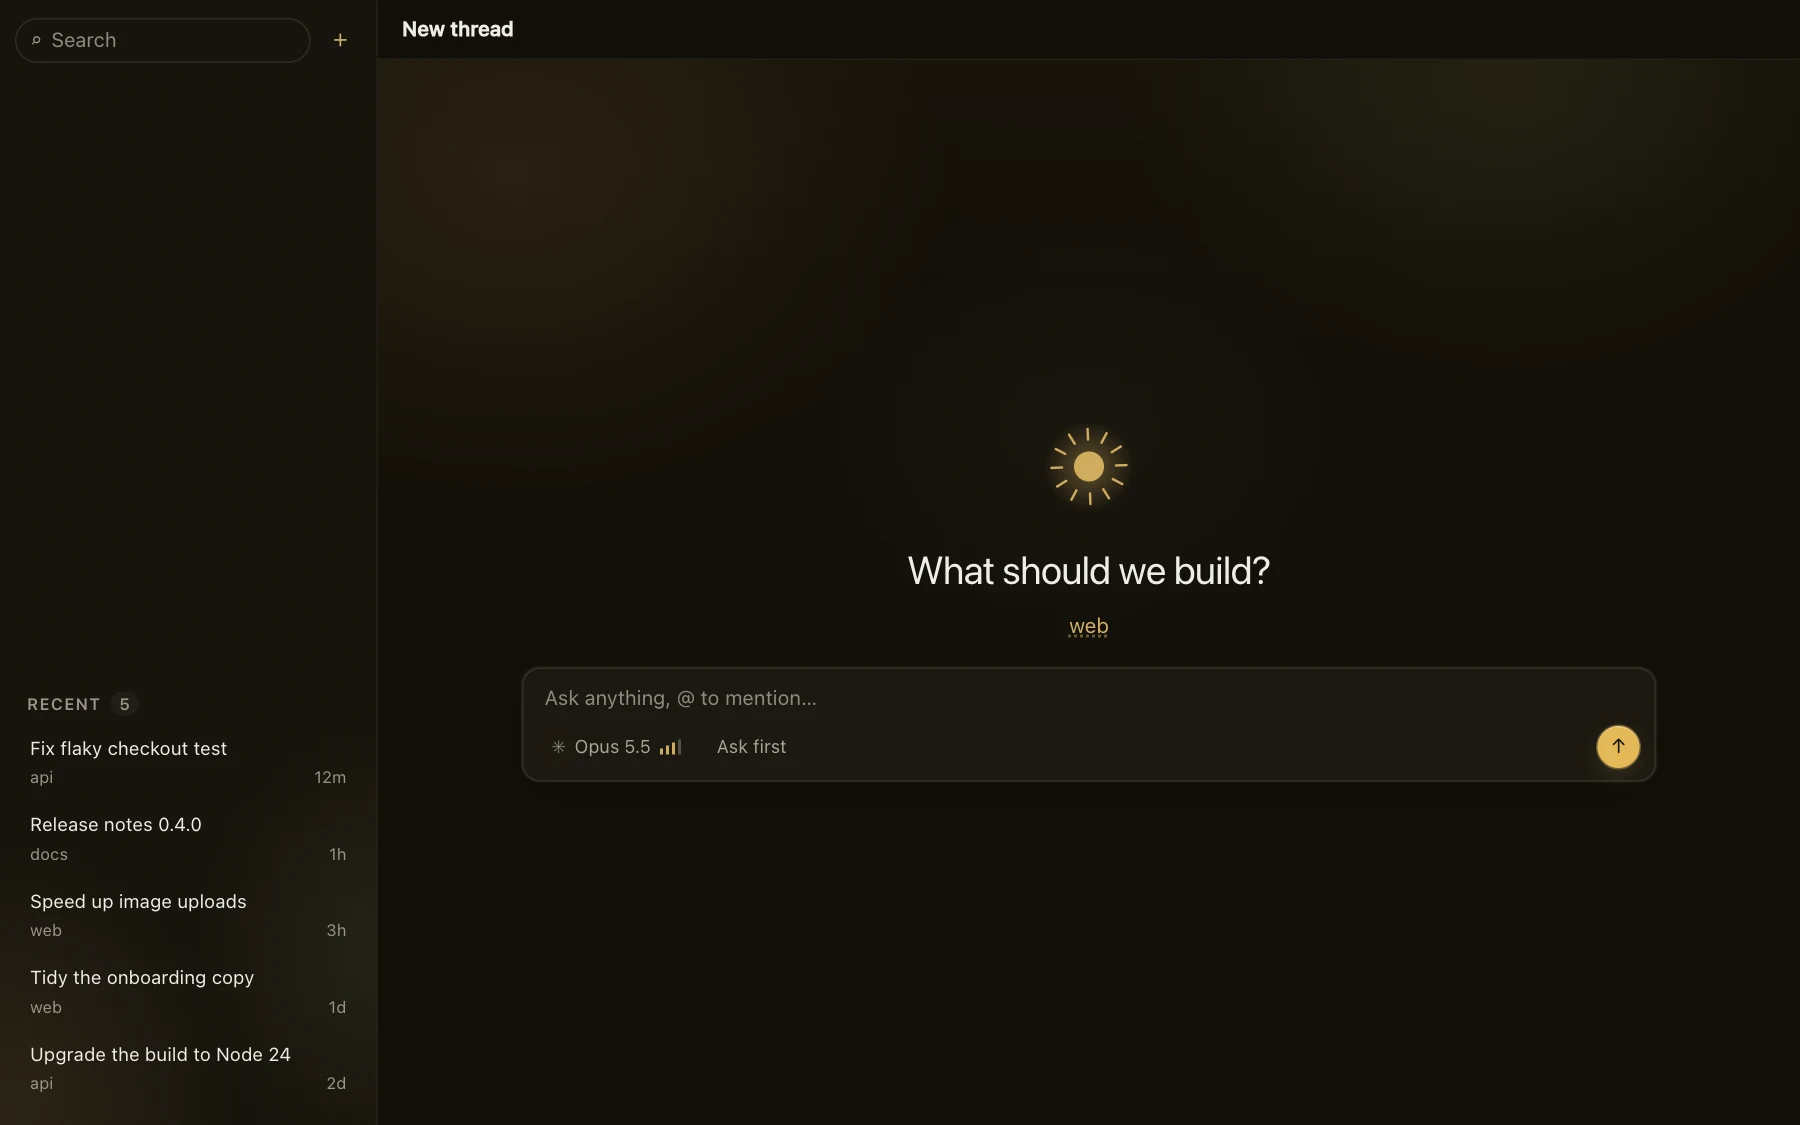 Search
+
New thread
What should we build?
web
Ask anything, @ to mention...
Opus 5.5
Ask first
RECENT 5
Fix flaky checkout test
api 12m
Release notes 0.4.0
docs 1h
Speed up image uploads
web 3h
Tidy the onboarding copy
web 1d
Upgrade the build to Node 24
api 2d